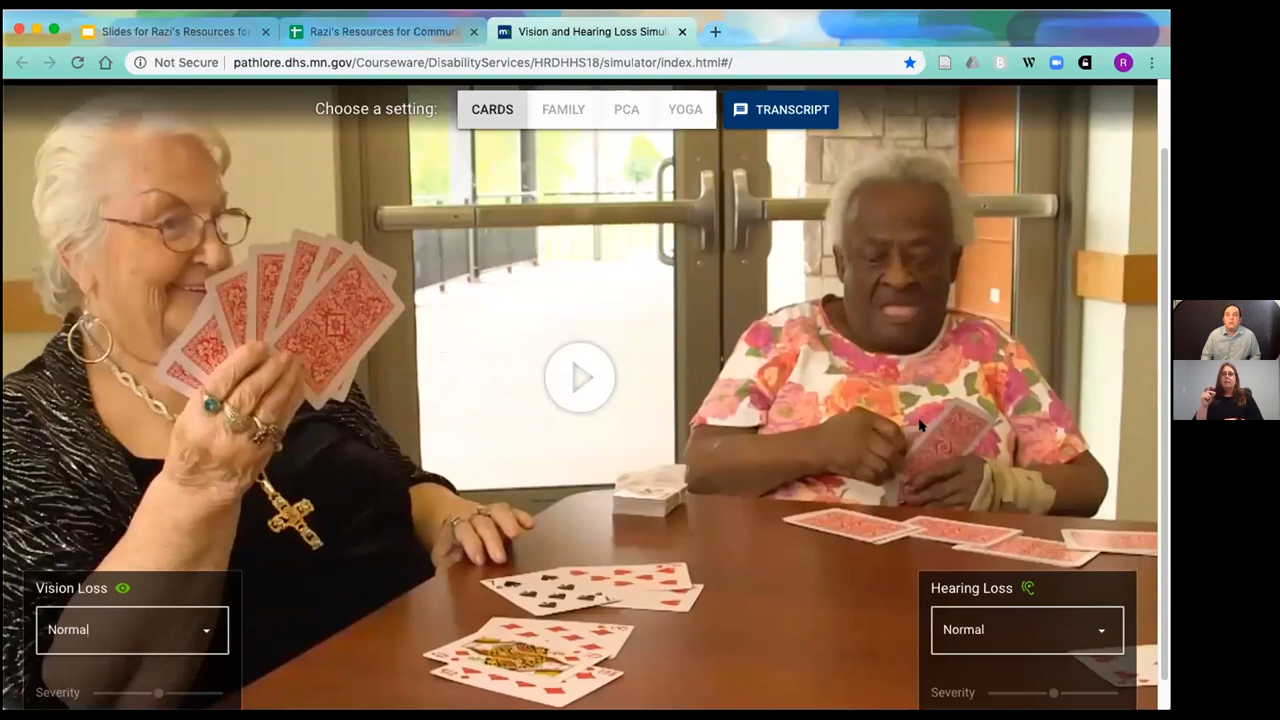 Slides for Razi's Resources for
Razi's Resources for Commun
Vision and Hearing Loss Simul
Not Secure
pathlore.dhs.mn.gov/Courseware/DisabilityServices/HRDHHS18/simulator/index.html#/
B
W
R
Choose a setting:
CARDS
FAMILY
PCA
YOGA
TRANSCRIPT
Vision Loss
Normal
Severity
Hearing Loss
Normal
Severity